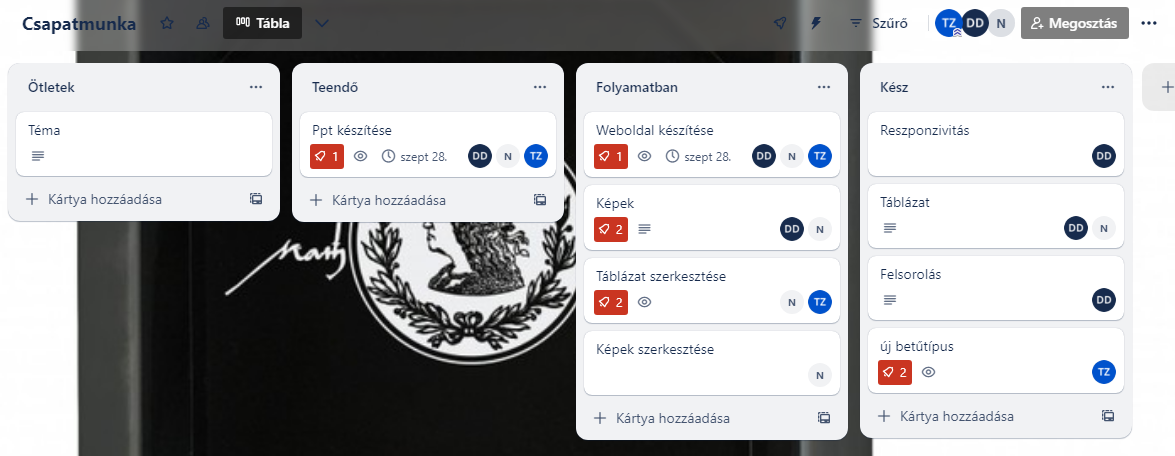 Csapatmunka
Tábla
Szűrő
TZ DD N
Megosztás
Ötletek
Téma
Kártya hozzáadása
Teendő
Ppt készítése
1 szept 28. DD N TZ
Kártya hozzáadása
Folyamatban
Weboldal készítése
1 szept 28. DD N TZ
Képek
2 DD N
Táblázat szerkesztése
2 N TZ
Képek szerkesztése
N
Kártya hozzáadása
Kész
Reszponzivitás
DD
Táblázat
DD N
Felsorolás
DD
új betűtípus
2 TZ
Kártya hozzáadása